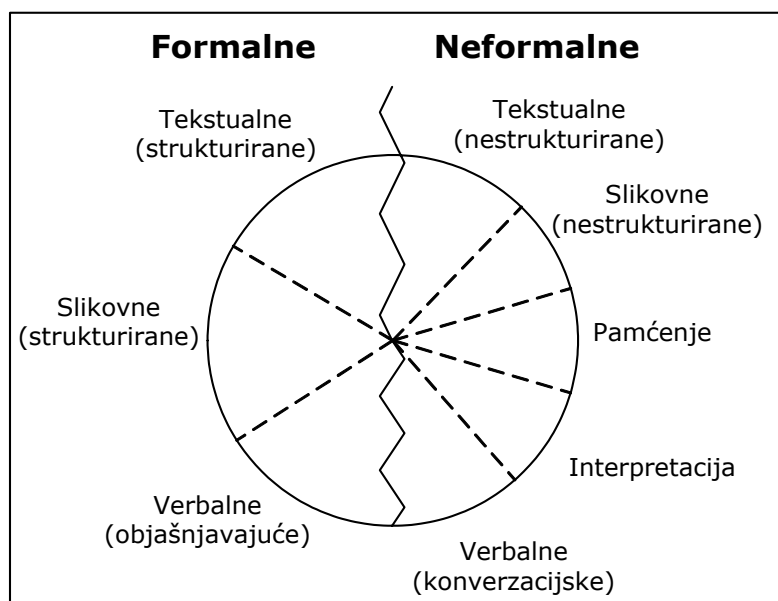 Formalne
Neformalne
Tekstualne
(strukturirane)
Tekstualne
(nestrukturirane)
Slikovne
(nestrukturirane)
Slikovne
(strukturirane)
Pamćenje
Interpretacija
Verbalne
(objašnjavajuće)
Verbalne
(konverzacijske)